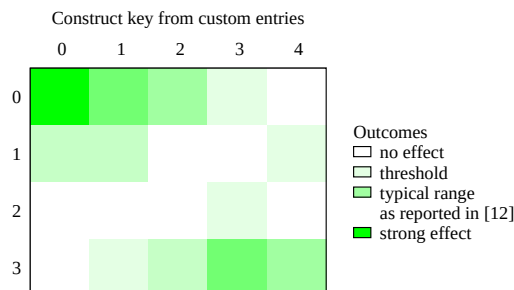 Construct key from custom entries
0 1 2 3 4
0
1
2
3
Outcomes
no effect
threshold
typical range
as reported in [12]
strong effect